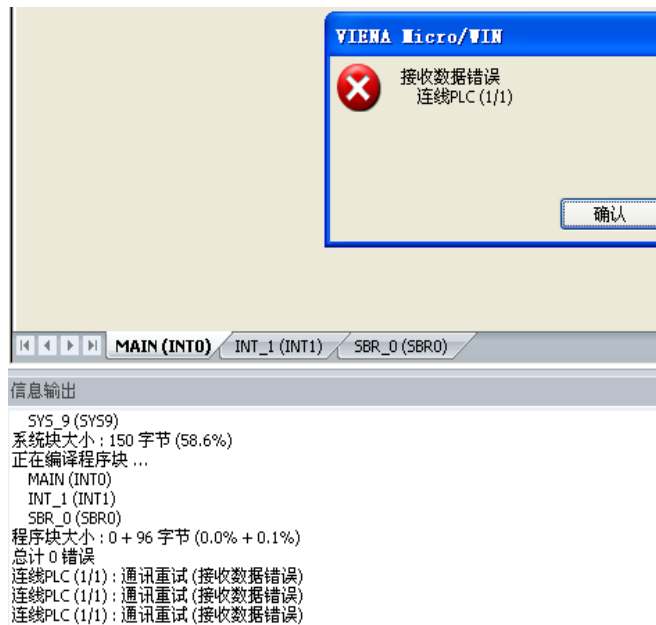 VIENA Micro/WIN
接收数据错误
连线PLC (1/1)
确认
MAIN (INT0) INT_1 (INT1) SBR_0 (SBR0)
信息输出
SYS_9 (SYS9)
系统块大小 : 150 字节 (58.6%)
正在编译程序块 ...
MAIN (INT0)
INT_1 (INT1)
SBR_0 (SBR0)
程序块大小 : 0 + 96 字节 (0.0% + 0.1%)
总计 0 错误
连线PLC (1/1) : 通讯重试 (接收数据错误)
连线PLC (1/1) : 通讯重试 (接收数据错误)
连线PLC (1/1) : 通讯重试 (接收数据错误)